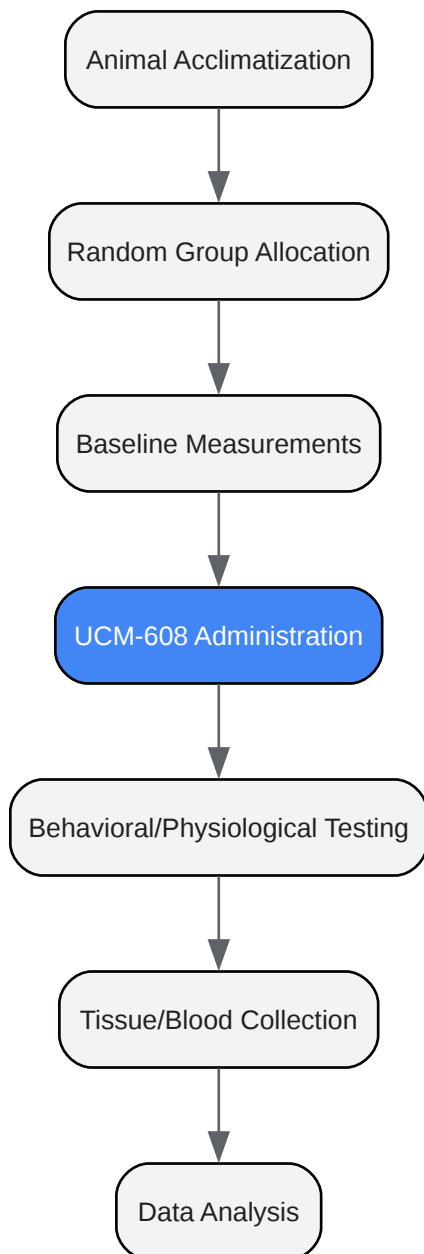 Animal Acclimatization
Random Group Allocation
Baseline Measurements
UCM-608 Administration
Behavioral/Physiological Testing
Tissue/Blood Collection
Data Analysis